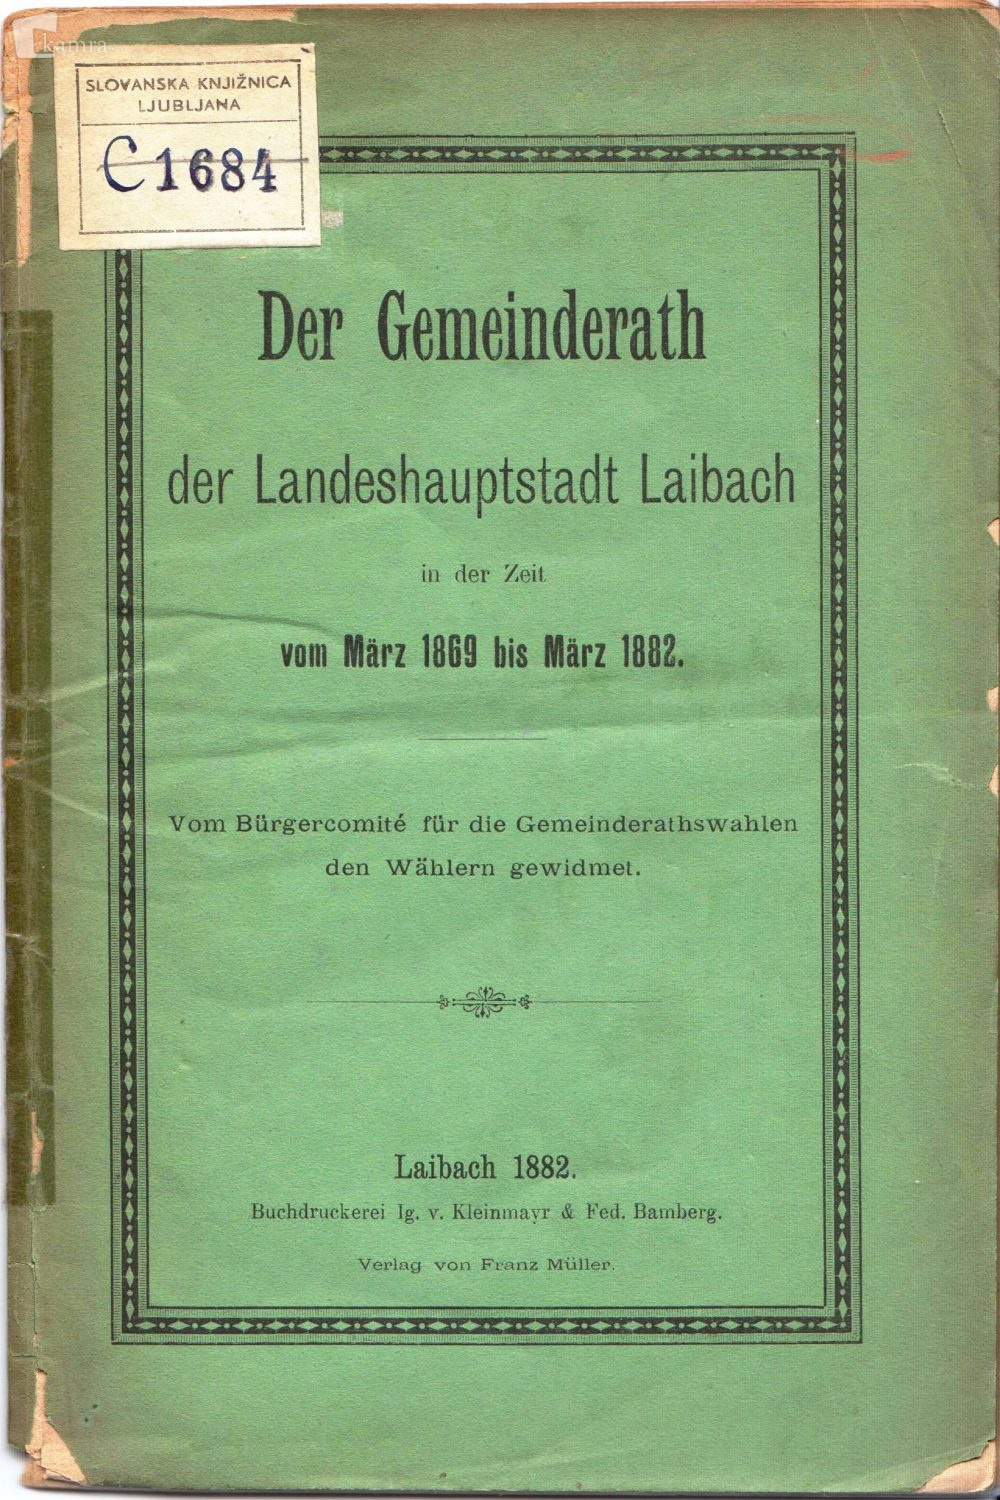 kamra
SLOVANSKA KNJIŽNICA
LJUBLJANA
C 1684
Der Gemeinderath
der Landeshauptstadt Laibach
in der Zeit
vom März 1869 bis März 1882.
Vom Bürgercomité für die Gemeinderathswahlen
den Wählern gewidmet.
Laibach 1882.
Buchdruckerei Ig. v. Kleinmayr & Fed. Bamberg.
Verlag von Franz Müller.